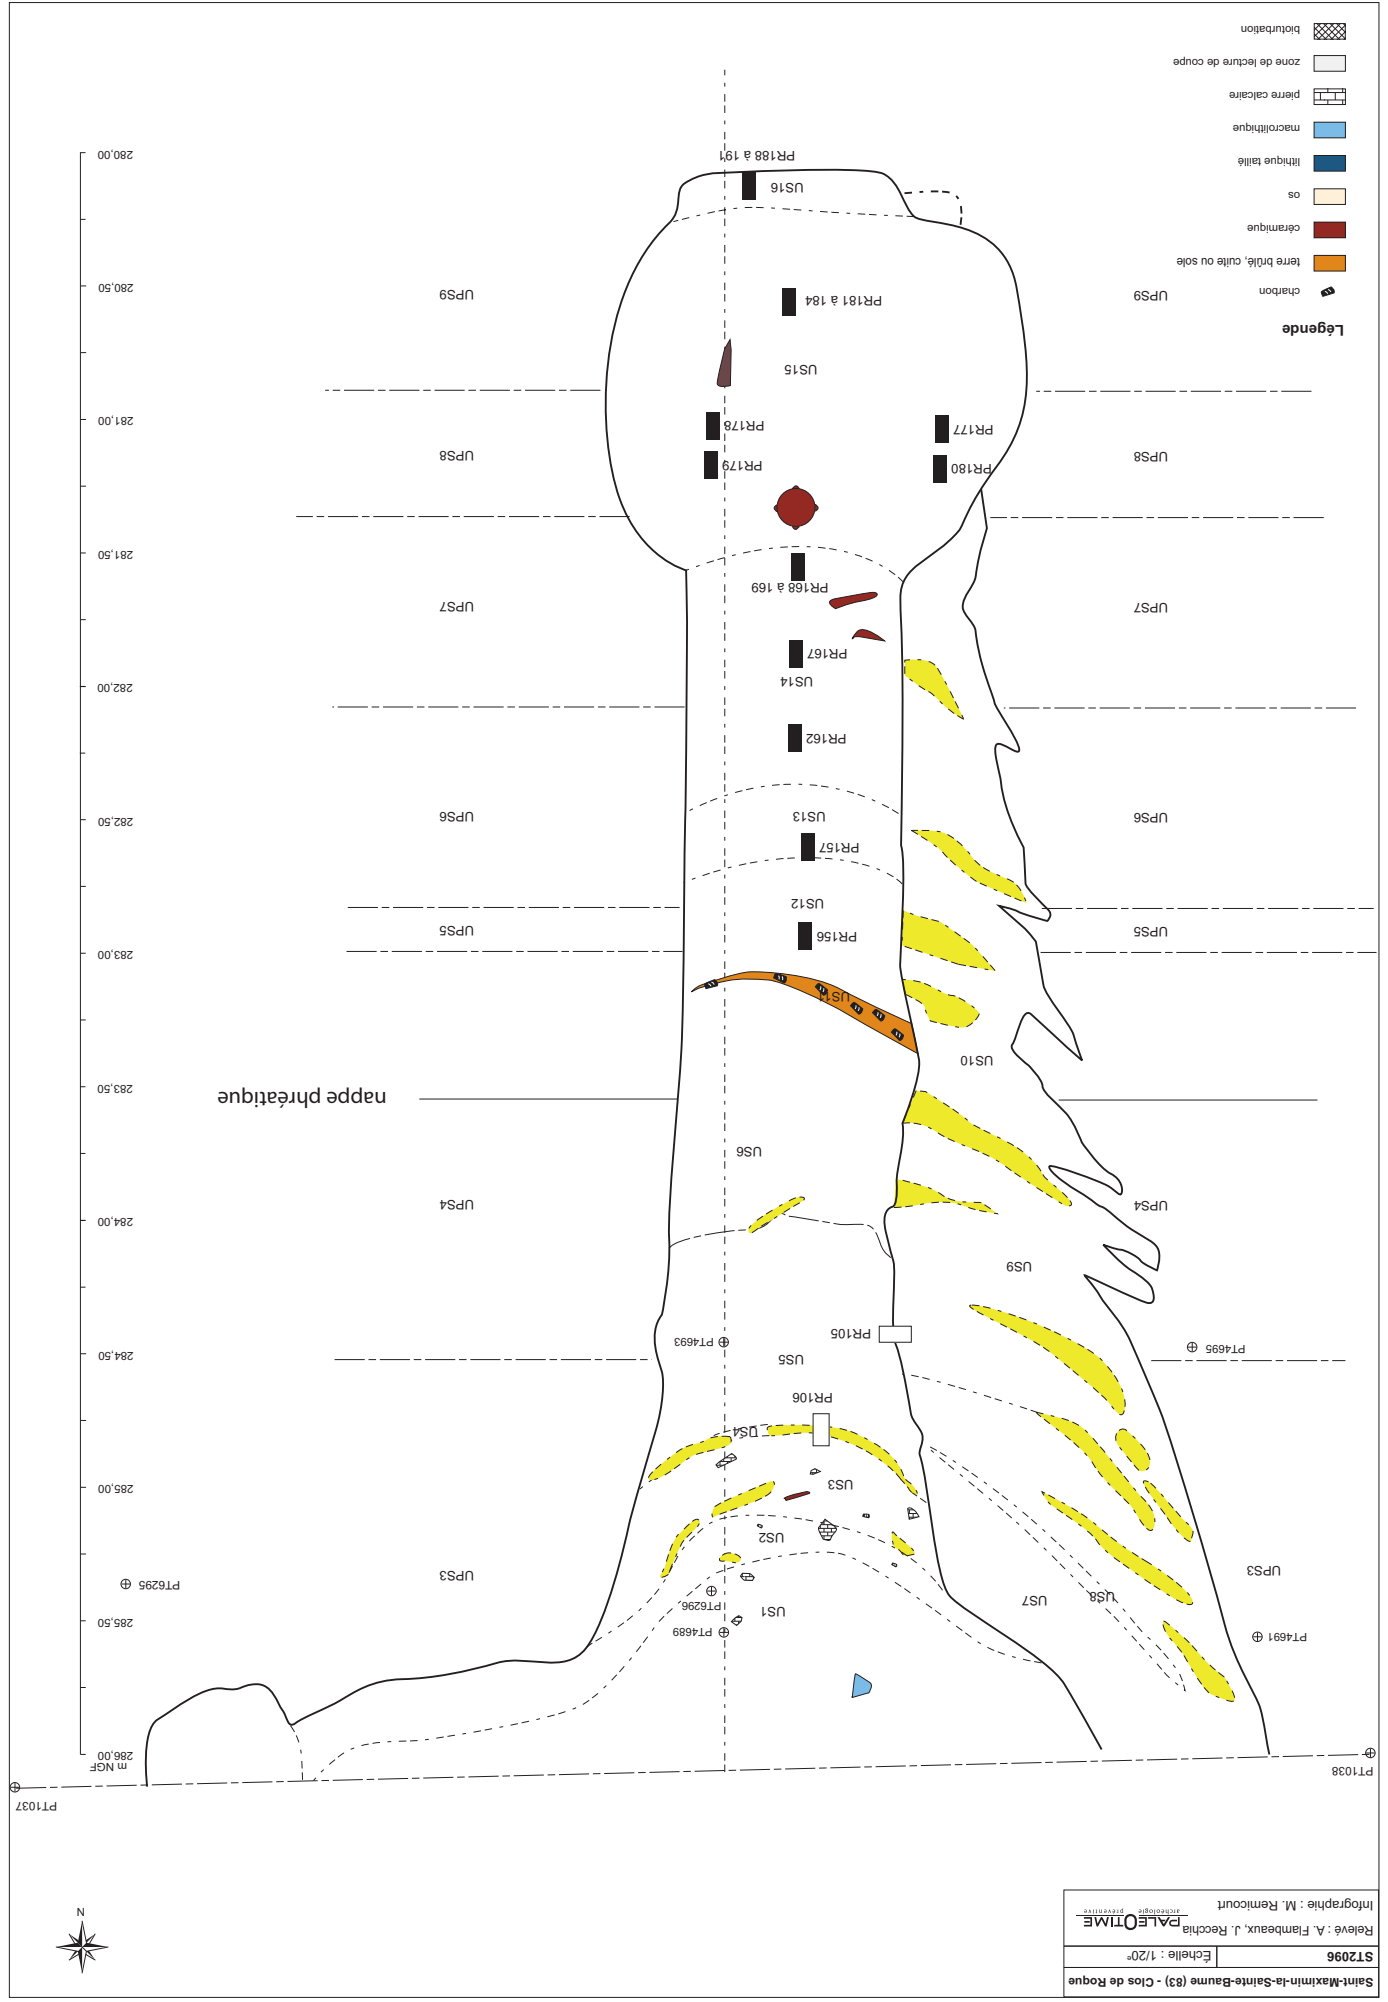 Saint-Maximin-la-Sainte-Baume (83) - Clos de Roque
ST2096
Échelle : 1/20e
Relevé : A. Flambeaux, J. Recchia
Infographie : M. Remicourt
PALEOTIME
archéologie préventive
N
PT1038
PT1037
m NGF
286,00
285,50
285,00
284,50
284,00
283,50
283,00
282,50
282,00
281,50
281,00
280,50
280,00
PT4691
PT4689
PT6296
PT6295
UPS3
UPS3
US1
US7
US8
US2
US3
US4
PR106
US5
PR105
PT4695
PT4693
US9
UPS4
UPS4
US6
nappe phréatique
US10
US11
PR156
UPS5
UPS5
US12
PR157
US13
UPS6
UPS6
PR162
US14
PR167
UPS7
UPS7
PR168 à 169
PR180
PR179
UPS8
UPS8
PR177
PR178
US15
PR181 à 184
UPS9
UPS9
US16
PR188 à 191
Légende
charbon
terre brûlé, cuite ou sole
céramique
os
lithique taillé
macrolithique
pierre calcaire
zone de lecture de coupe
bioturbation